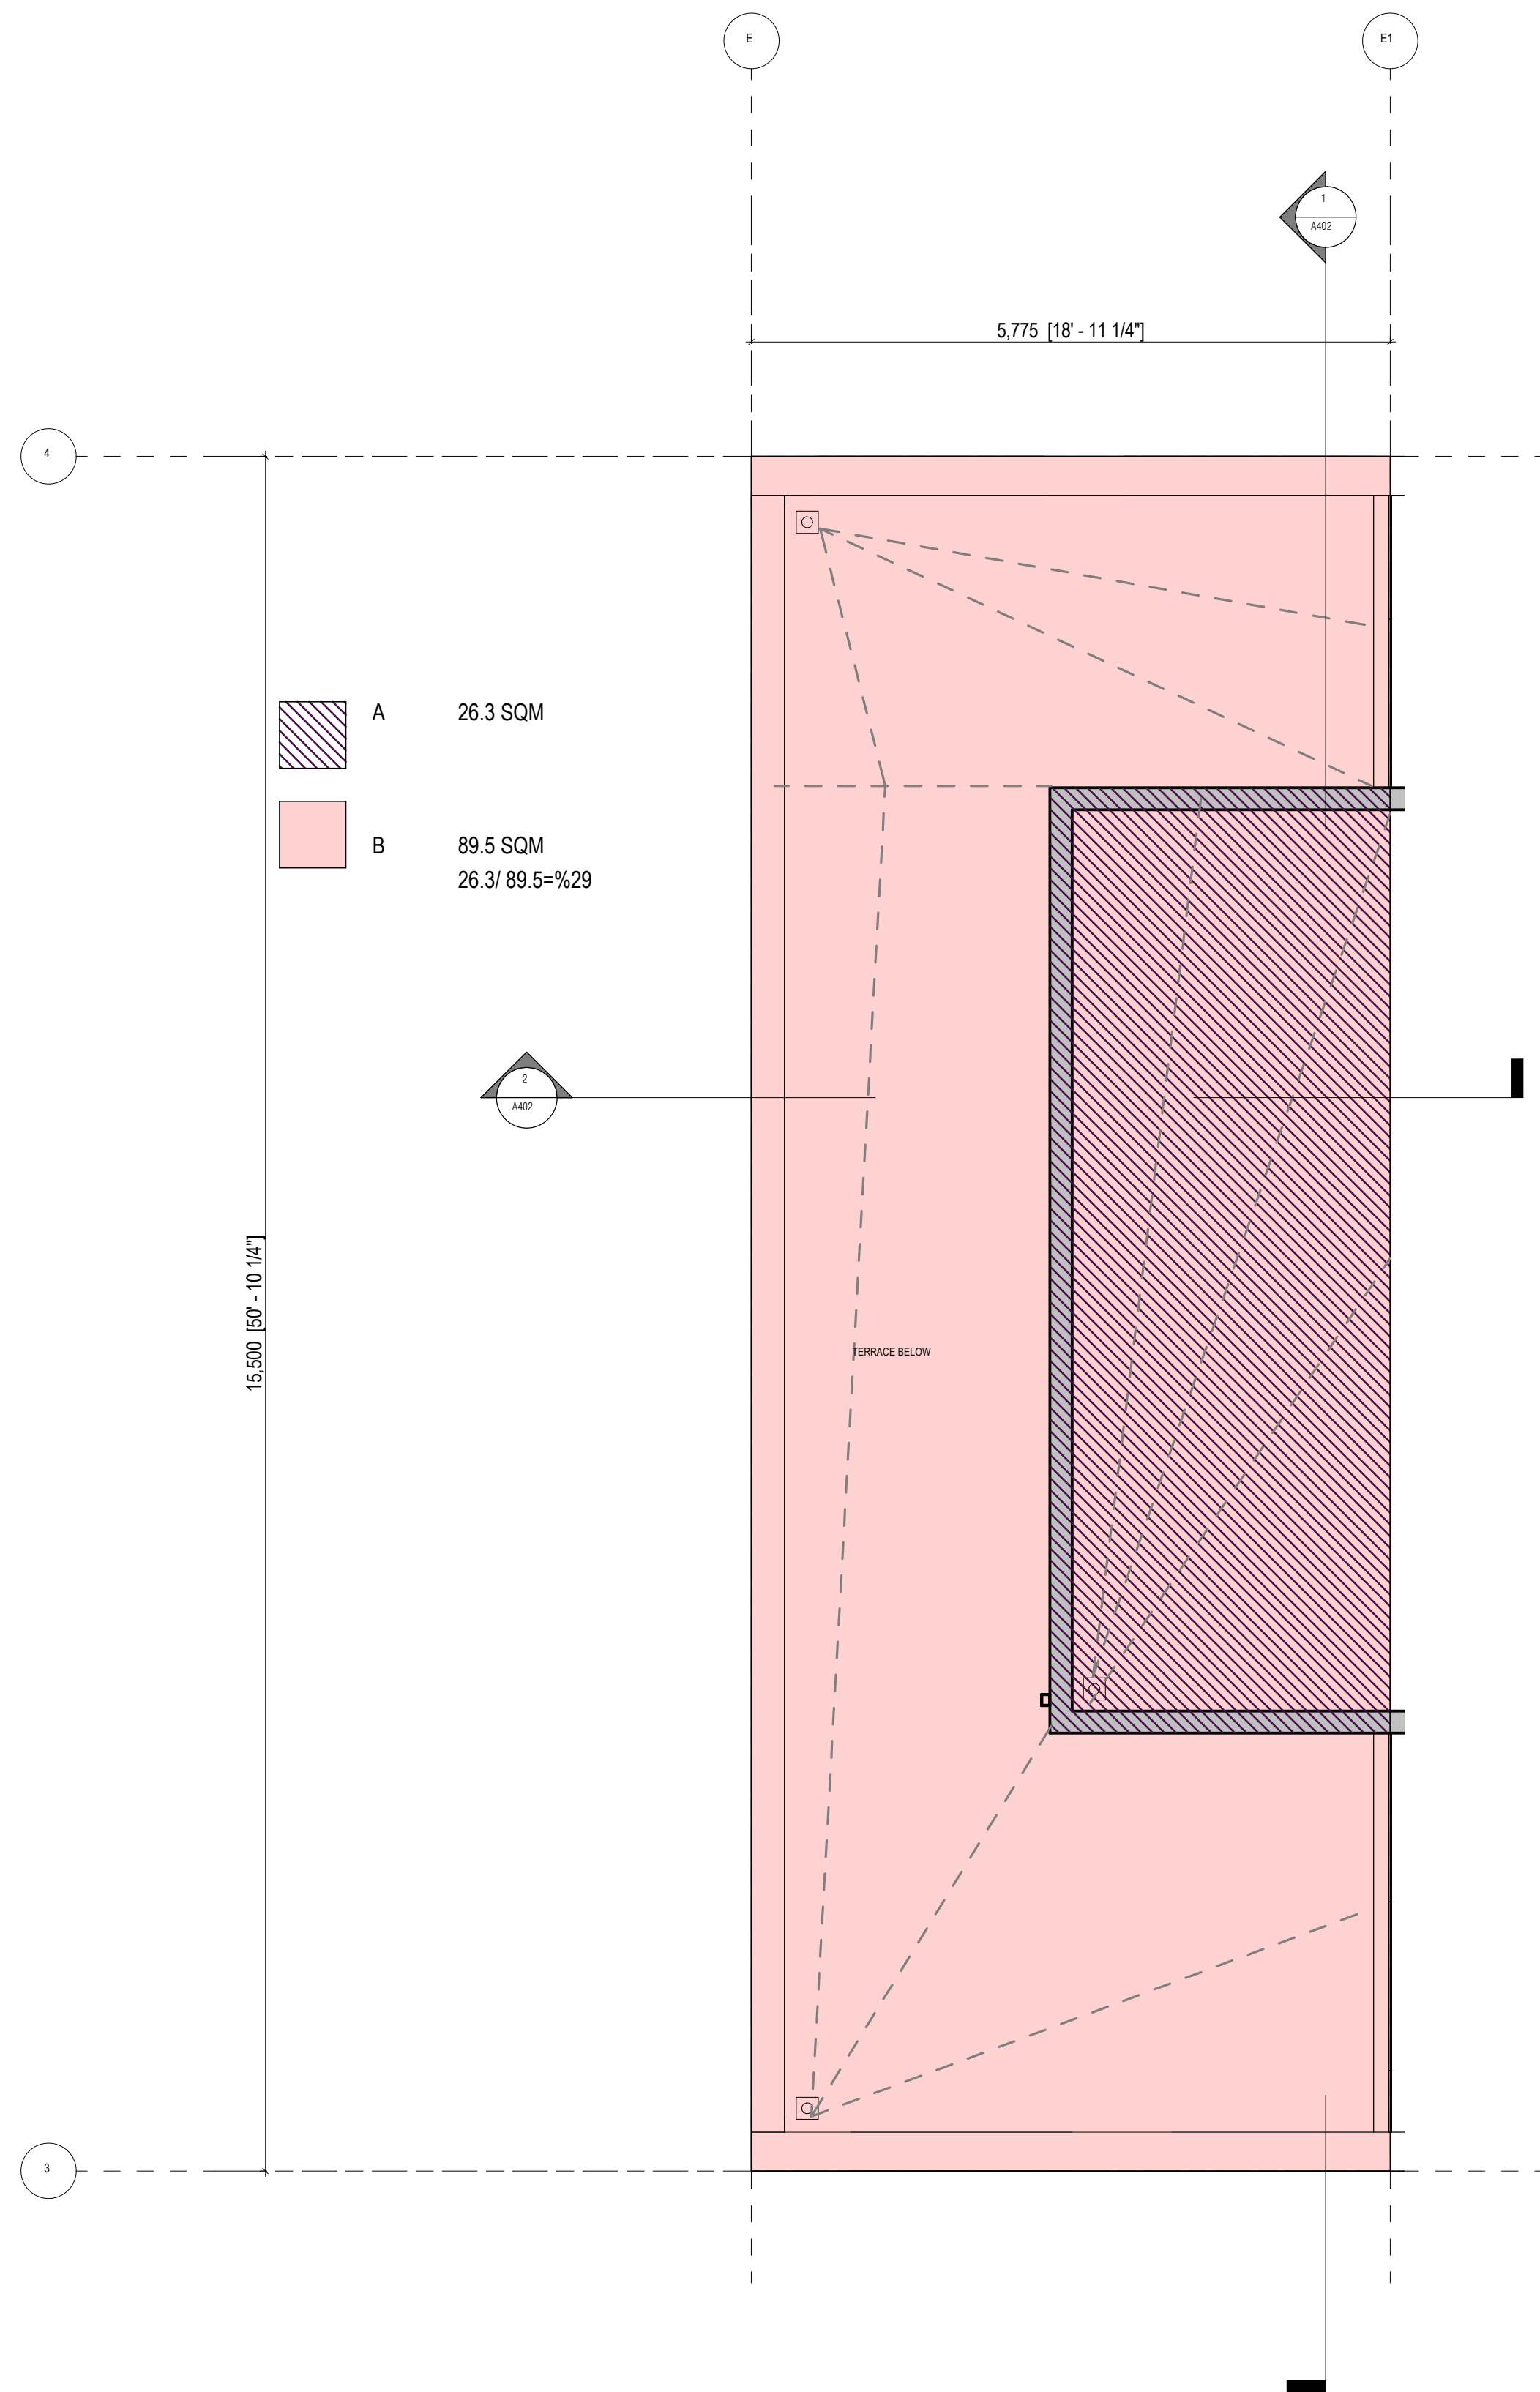 E
E1
1
A402
5,775 [18' - 11 1/4"]
4
A 26.3 SQM
B 89.5 SQM
26.3/ 89.5=%29
2
A402
15,500 [50' - 10 1/4"]
TERRACE BELOW
3